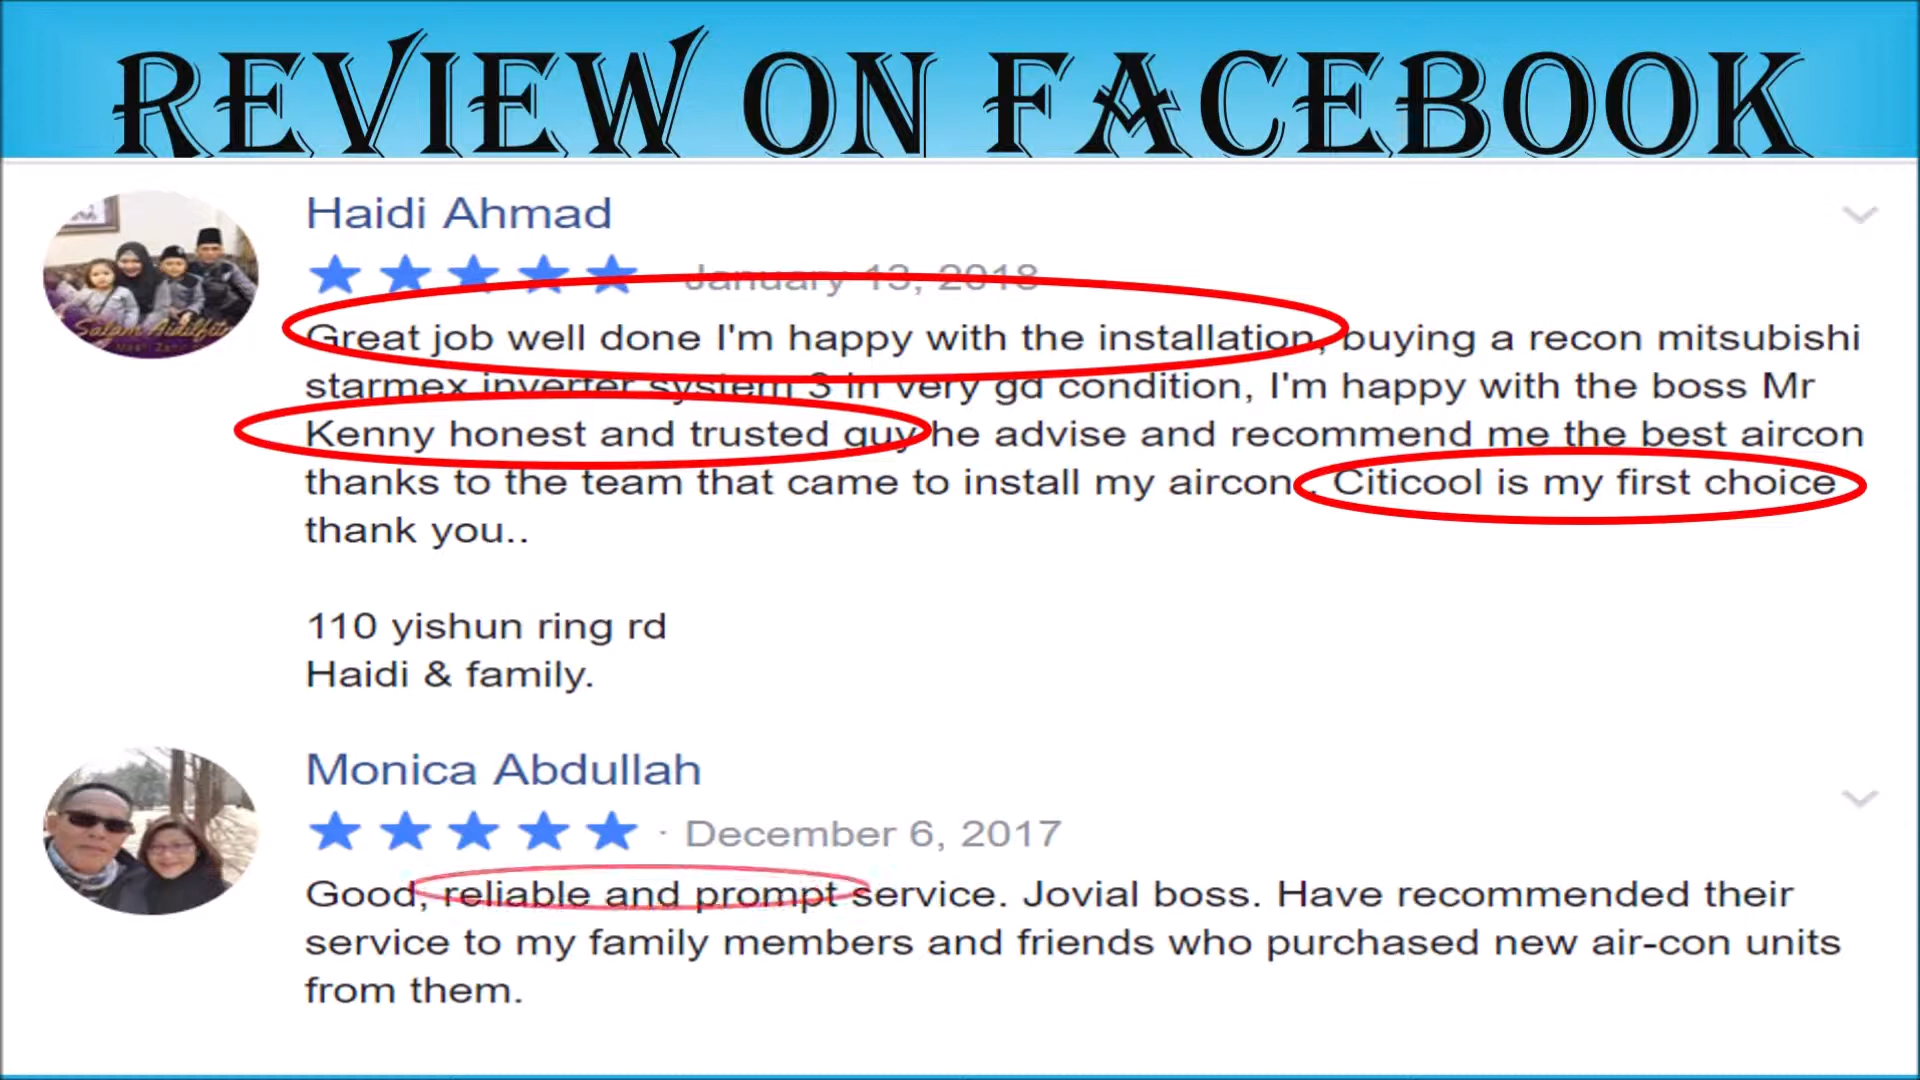 REVIEW ON FACEBOOK
Haidi Ahmad
January 13, 2018
Great job well done I'm happy with the installation, buying a recon mitsubishi
starmex inverter system 3 in very gd condition, I'm happy with the boss Mr
Kenny honest and trusted guy he advise and recommend me the best aircon
thanks to the team that came to install my aircon . Citicool is my first choice
thank you..
110 yishun ring rd
Haidi & family.
Salam Aidilfitri
Monica Abdullah
· December 6, 2017
Good, reliable and prompt service. Jovial boss. Have recommended their
service to my family members and friends who purchased new air-con units
from them.